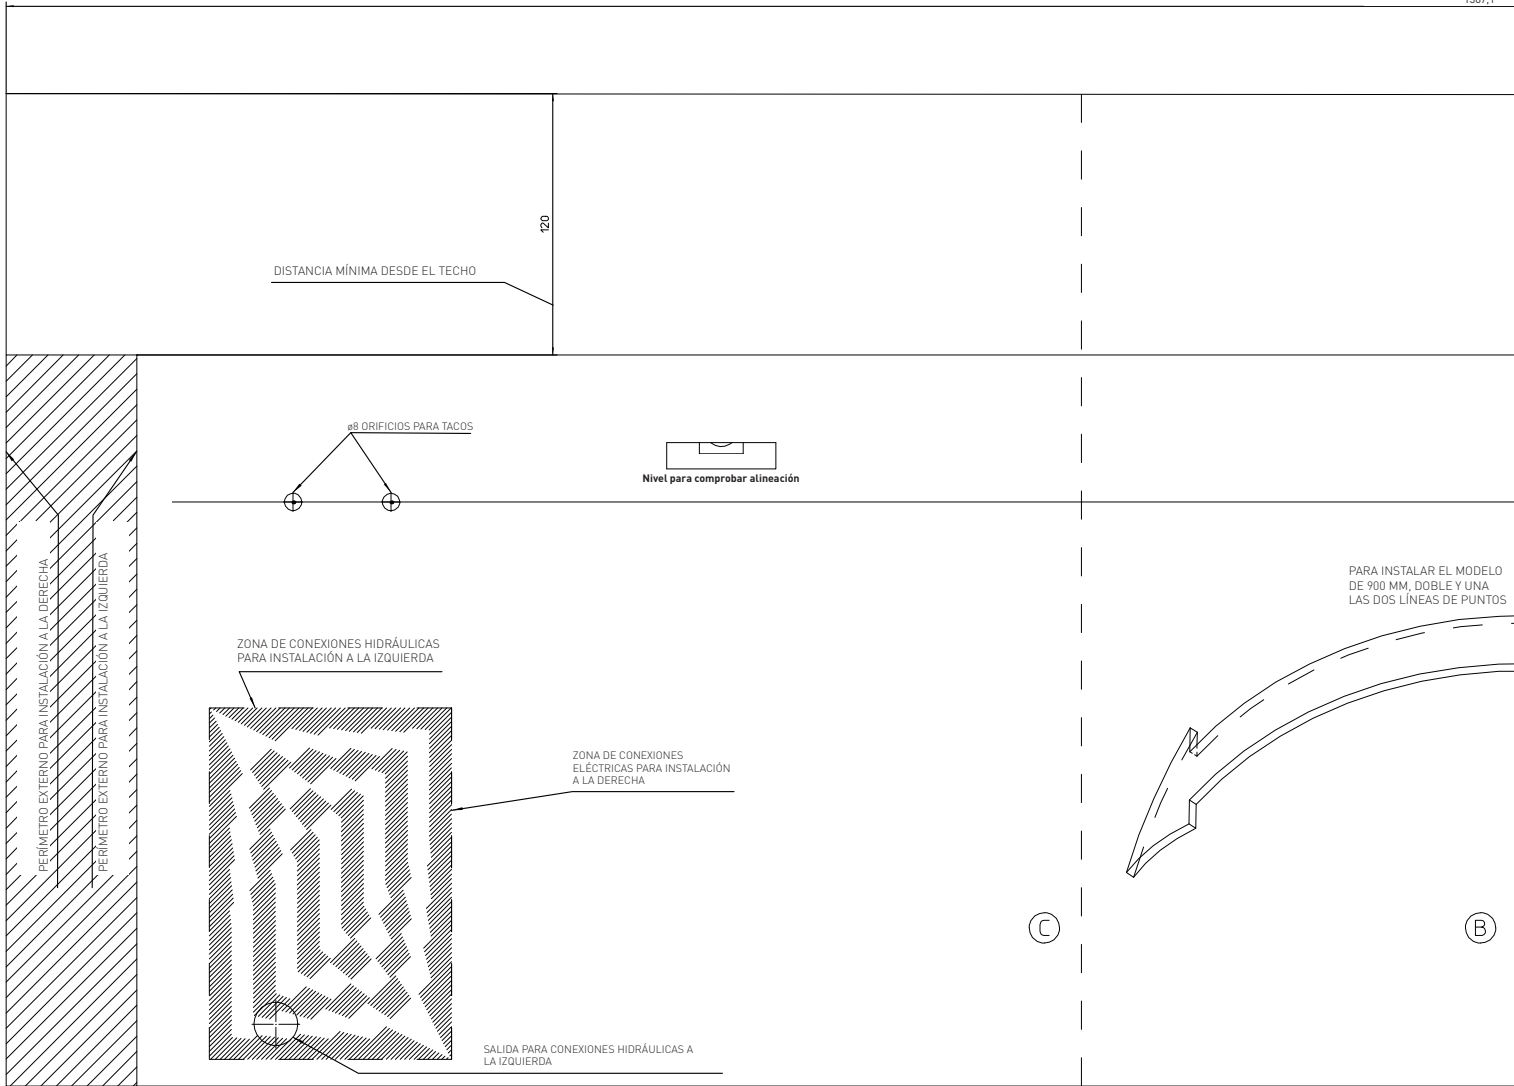 120
DISTANCIA MÍNIMA DESDE EL TECHO
ø8 ORIFICIOS PARA TACOS
Nivel para comprobar alineación
PERÍMETRO EXTERNO PARA INSTALACIÓN A LA DERECHA
PERÍMETRO EXTERNO PARA INSTALACIÓN A LA IZQUIERDA
PARA INSTALAR EL MODELO
DE 900 MM, DOBLE Y UNA
LAS DOS LÍNEAS DE PUNTOS
ZONA DE CONEXIONES HIDRÁULICAS
PARA INSTALACIÓN A LA IZQUIERDA
ZONA DE CONEXIONES
ELÉCTRICAS PARA INSTALACIÓN
A LA DERECHA
C
B
SALIDA PARA CONEXIONES HIDRÁULICAS A
LA IZQUIERDA